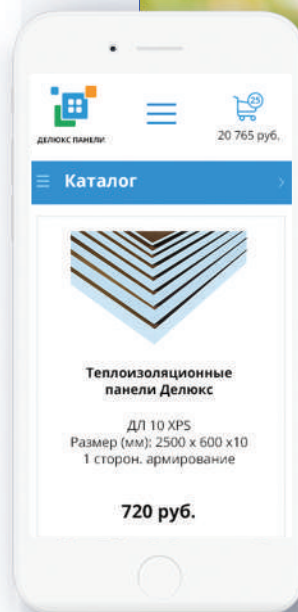 25
ДЕЛЮКС ПАНЕЛИ
20 765 руб.
Каталог
Теплоизоляционные
панели Делюкс
ДЛ 10 XPS
Размер (мм): 2500 х 600 х10
1 сторон. армирование
720 руб.